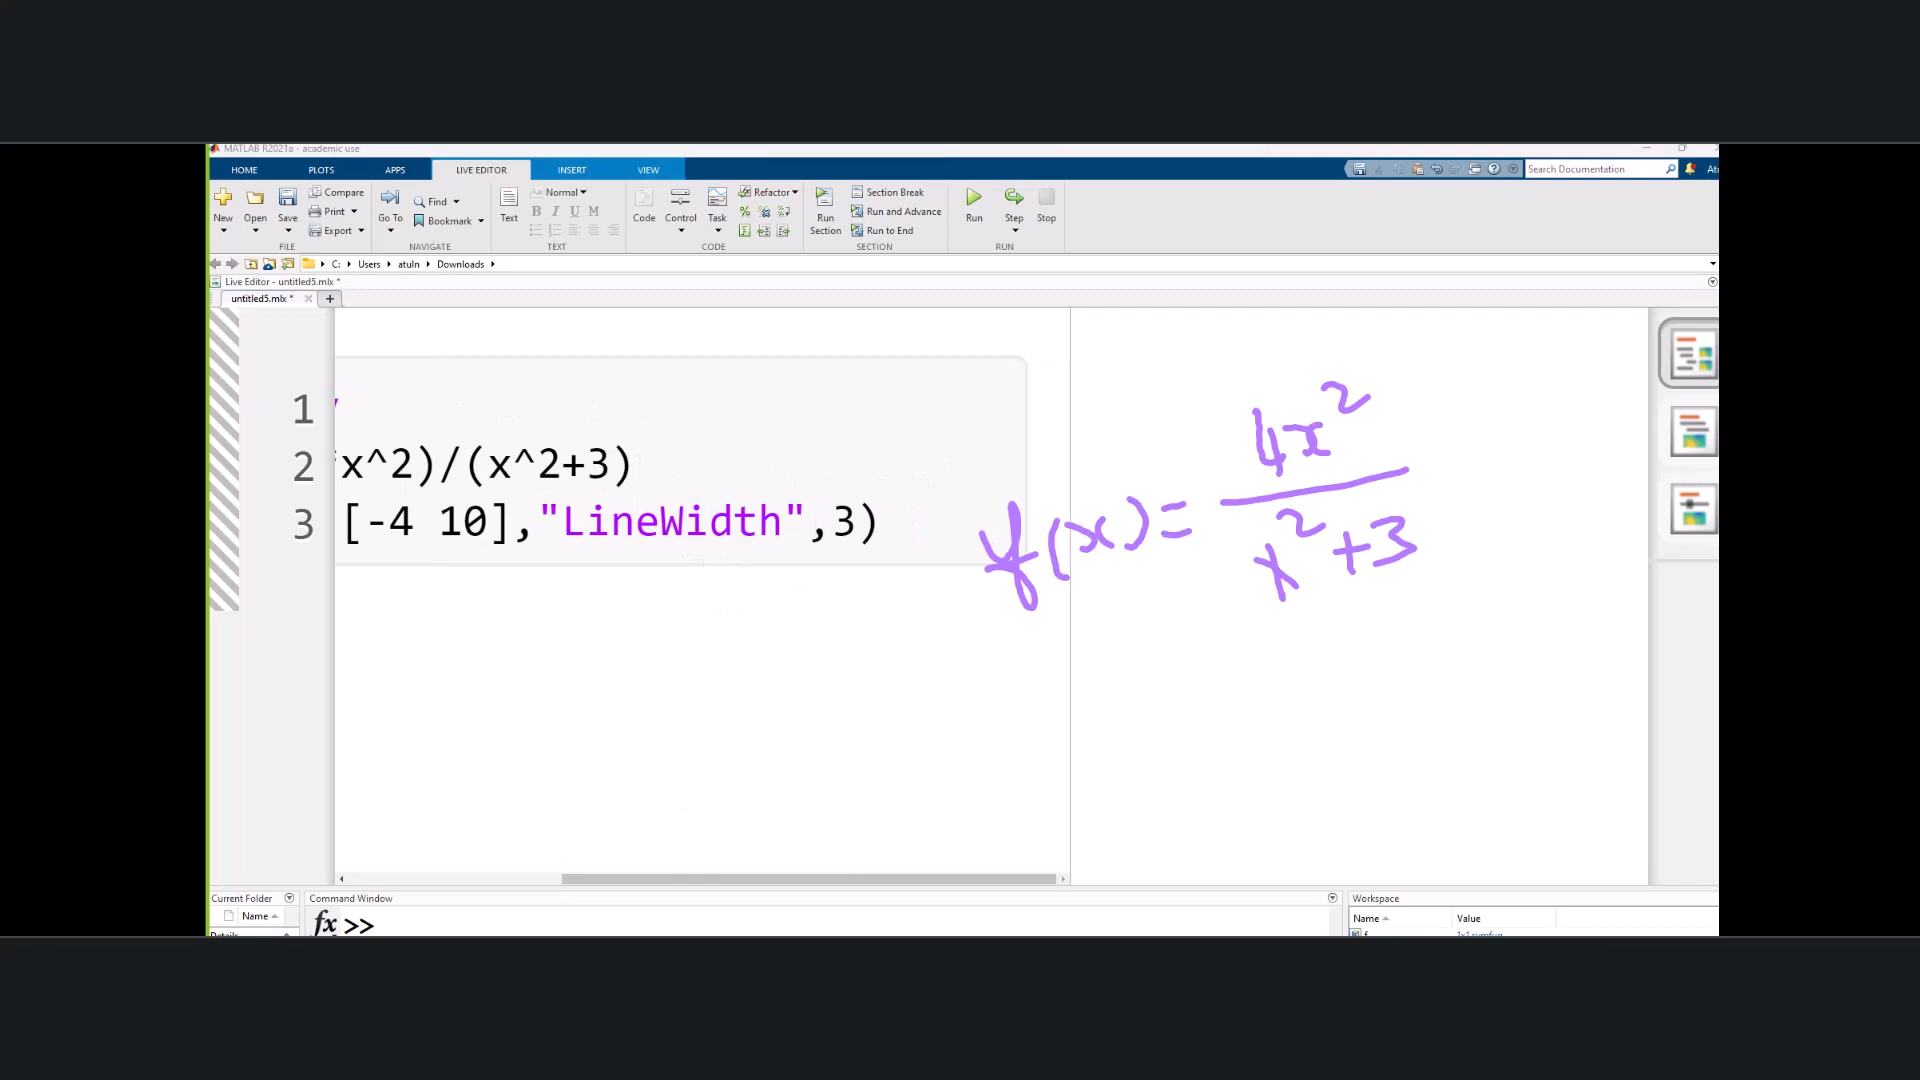 MATLAB R2021a - academic use
HOME PLOTS APPS LIVE EDITOR INSERT VIEW
Search Documentation
New Open Save Compare Print Export
FILE
Go To Find Bookmark
NAVIGATE
Text Normal B I U M
TEXT
Code Control Task Refactor
CODE
Run Section Section Break Run and Advance Run to End
SECTION
Run Step Stop
RUN
C: Users atuln Downloads
Live Editor - untitled5.mlx *
untitled5.mlx *
1
2 x^2)/(x^2+3)
3 [-4 10],"LineWidth",3)
f(x)=
4x²
x²+3
Current Folder
Name
Command Window
fx >>
Workspace
Name Value